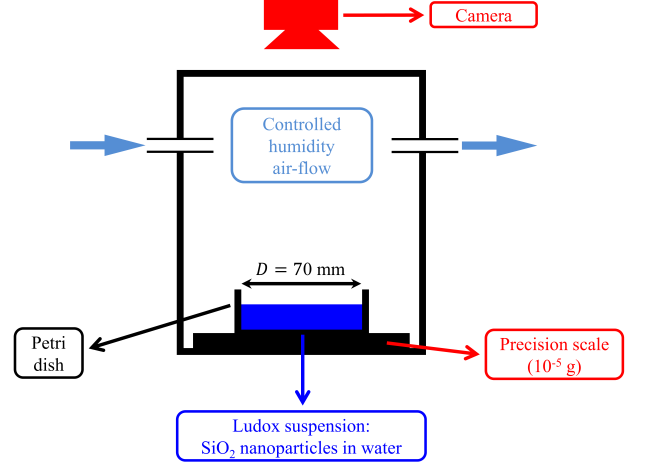 Camera
Controlled
humidity
air-flow
D = 70 mm
Petri
dish
Precision scale
(10⁻⁵ g)
Ludox suspension:
SiO₂ nanoparticles in water